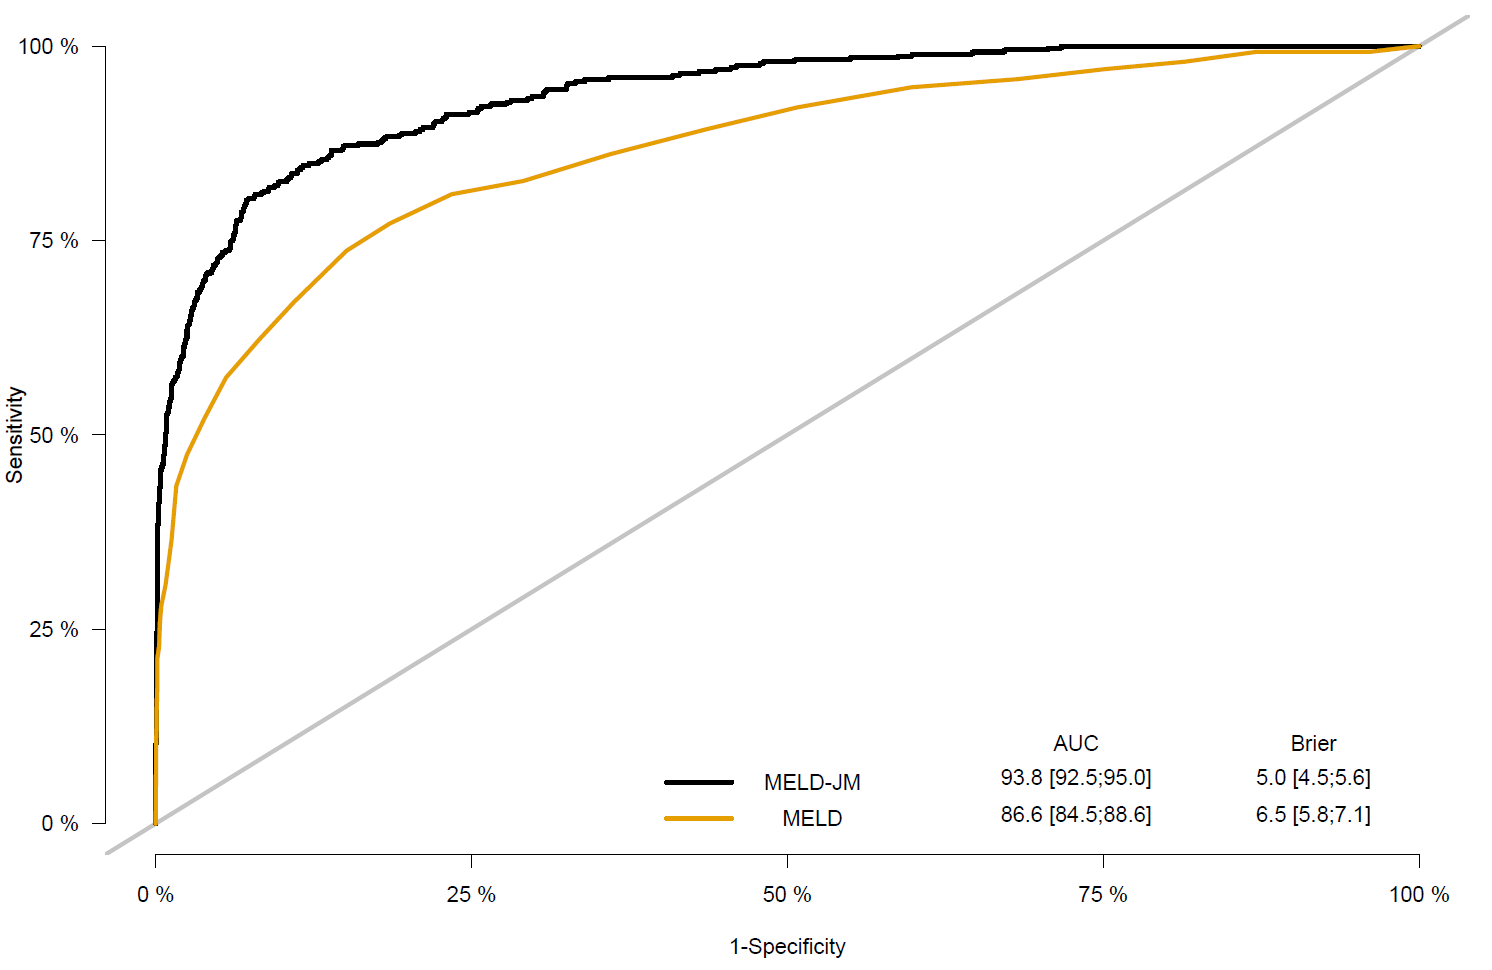 100 %
75 %
50 %
25 %
0 %
Sensitivity
AUC Brier
MELD-JM 93.8 [92.5;95.0] 5.0 [4.5;5.6]
MELD 86.6 [84.5;88.6] 6.5 [5.8;7.1]
0 % 25 % 50 % 75 % 100 %
1-Specificity